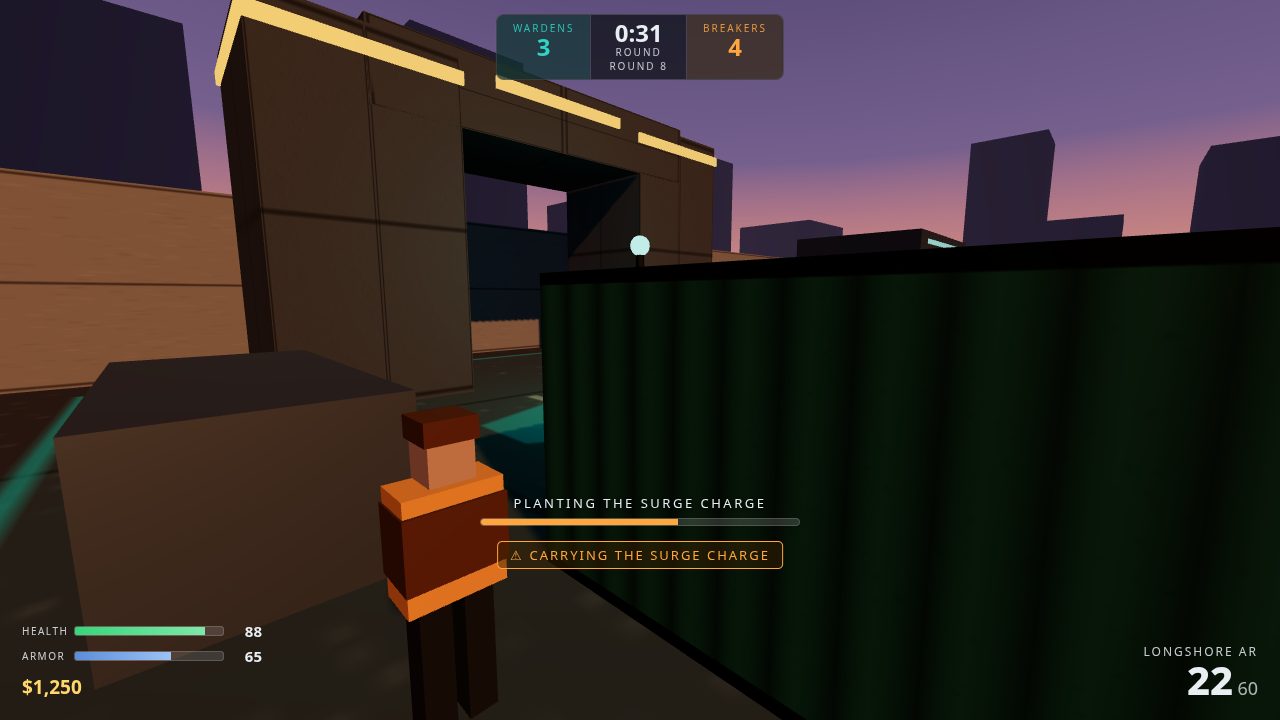 WARDENS
3
0:31
ROUND
ROUND 8
BREAKERS
4
PLANTING THE SURGE CHARGE
⚠ CARRYING THE SURGE CHARGE
HEALTH 88
ARMOR 65
$1,250
LONGSHORE AR
22 60